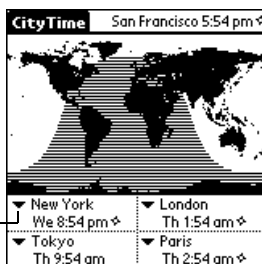 CityTime San Francisco 5:54 pm
New York London
We 8:54 pm Th 1:54 am
Tokyo Paris
Th 9:54 am Th 2:54 am